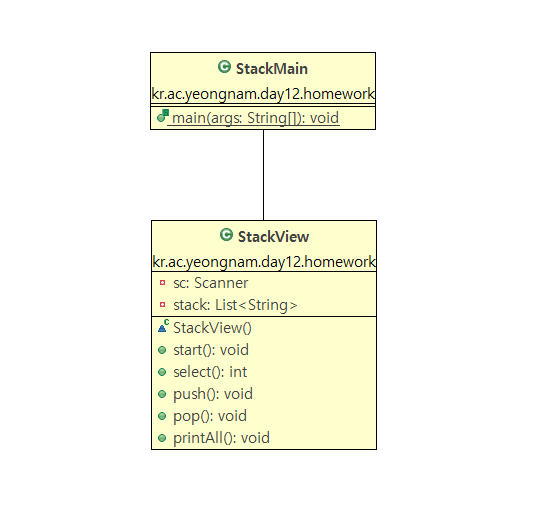 StackMain
kr.ac.yeongnam.day12.homework
main(args: String[]): void
StackView
kr.ac.yeongnam.day12.homework
sc: Scanner
stack: List<String>
StackView()
start(): void
select(): int
push(): void
pop(): void
printAll(): void